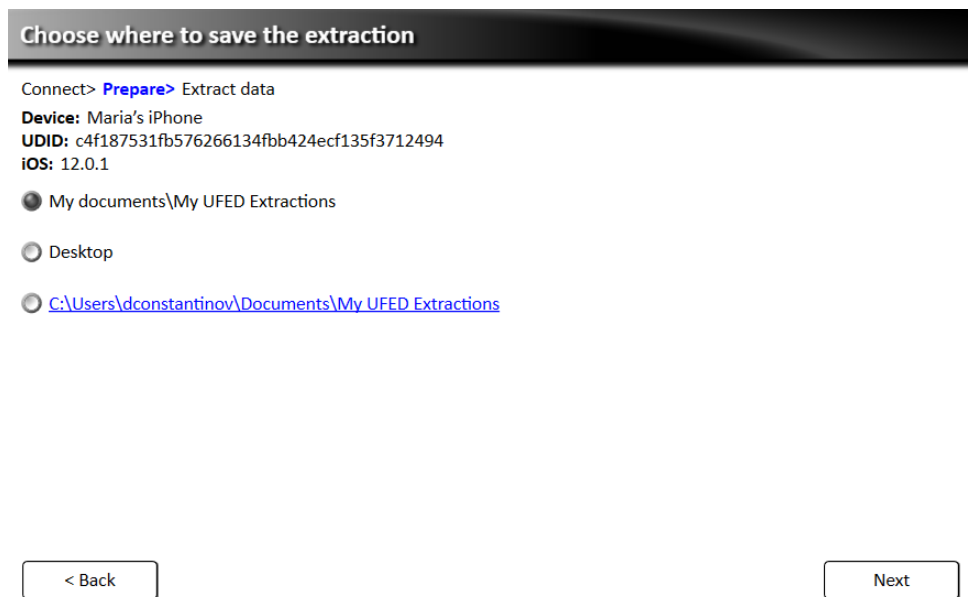 Choose where to save the extraction
Connect> Prepare> Extract data
Device: Maria’s iPhone
UDID: c4f187531fb576266134fbb424ecf135f3712494
iOS: 12.0.1
My documents\My UFED Extractions
Desktop
C:\Users\dconstantinov\Documents\My UFED Extractions
< Back
Next